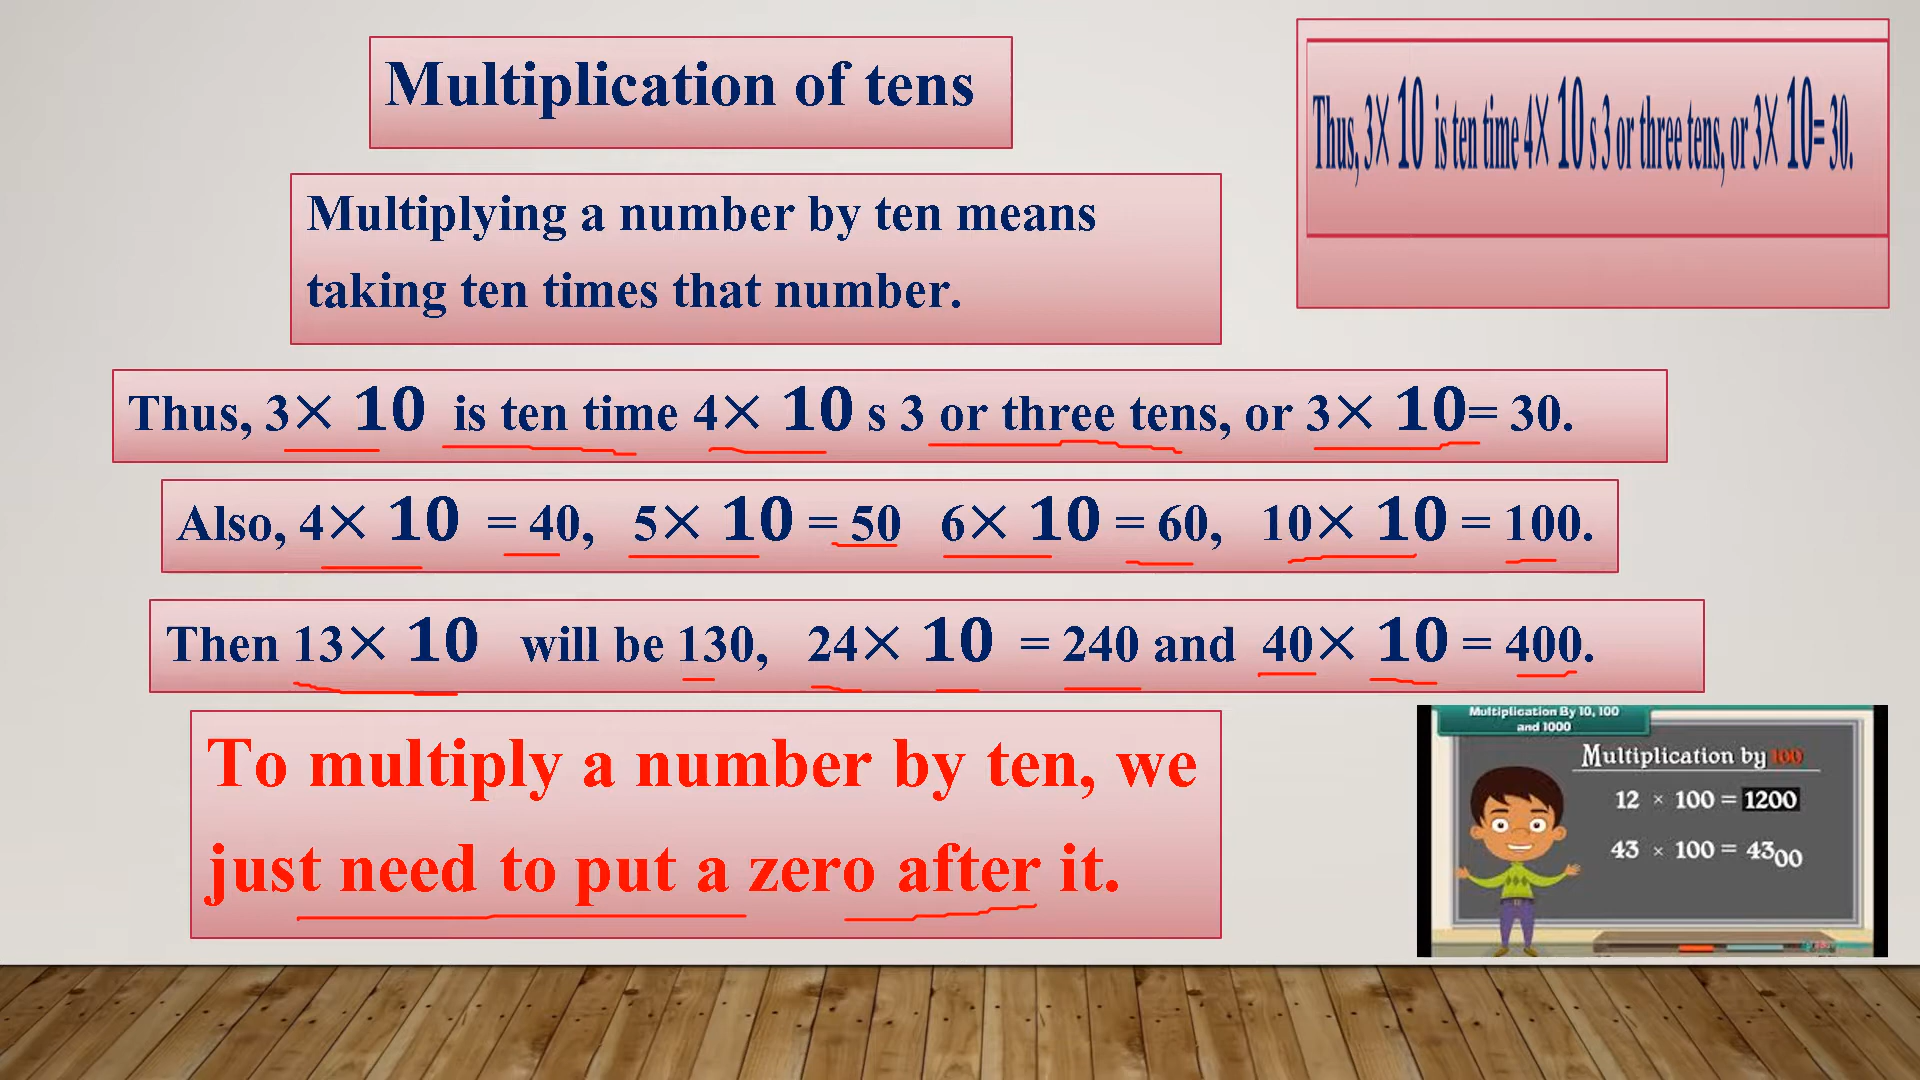 Multiplication of tens
Thus, 3× 10 is ten time 4× 10 s 3 or three tens, or 3× 10= 30.
Multiplying a number by ten means
taking ten times that number.
Thus, 3× 10 is ten time 4× 10 s 3 or three tens, or 3× 10= 30.
Also, 4× 10 = 40, 5× 10 = 50 6× 10 = 60, 10× 10 = 100.
Then 13× 10 will be 130, 24× 10 = 240 and 40× 10 = 400.
To multiply a number by ten, we
just need to put a zero after it.
Multiplication By 10, 100
and 1000
Multiplication by 100
12 × 100 = 1200
43 × 100 = 4300